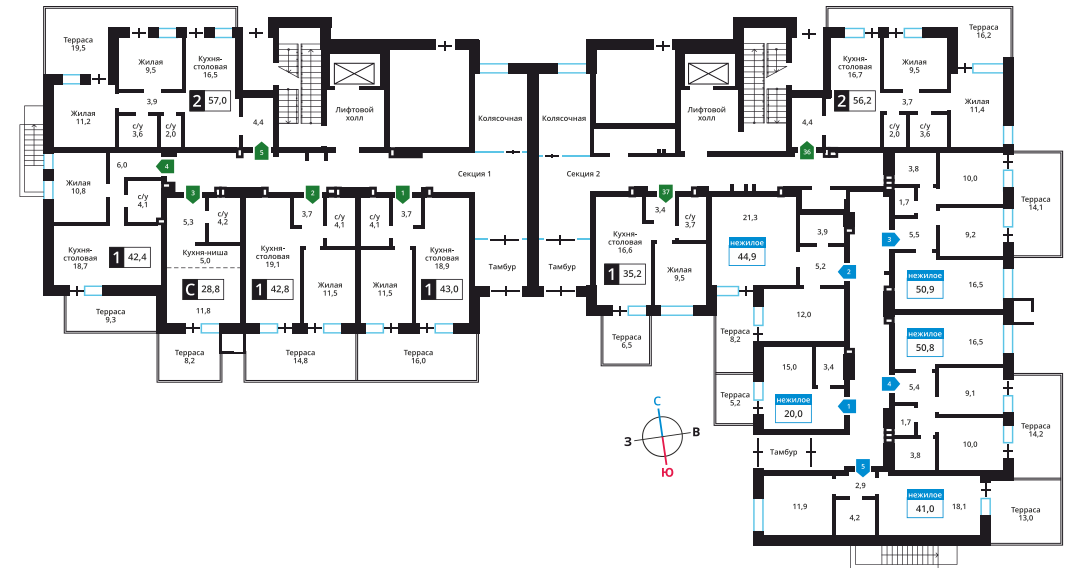 Терраса
19,5
Жилая
9,5
Кухня-
столовая
16,5
2 57,0
3,9
Жилая
11,2
с/у
3,6
с/у
2,0
4,4
5
Лифтовой
холл
Колясочная
Колясочная
Секция 1
Секция 2
Тамбур
Тамбур
4
6,0
Жилая
10,8
с/у
4,1
Кухня-
столовая
18,7
1 42,4
Терраса
9,3
3
5,3
с/у
4,2
Кухня-ниша
5,0
С 28,8
11,8
Терраса
8,2
2
3,7
с/у
4,1
Кухня-
столовая
19,1
1 42,8
Жилая
11,5
Терраса
14,8
1
с/у
4,1
3,7
Кухня-
столовая
18,9
Жилая
11,5
1 43,0
Терраса
16,0
Лифтовой
холл
4,4
36
Кухня-
столовая
16,7
2 56,2
Жилая
9,5
Терраса
16,2
3,7
с/у
2,0
с/у
3,6
Жилая
11,4
37
3,4
с/у
3,7
Кухня-
столовая
16,6
1 35,2
Жилая
9,5
Терраса
6,5
21,3
нежилое
44,9
3,9
5,2
2
12,0
Терраса
8,2
15,0
3,4
нежилое
20,0
1
Терраса
5,2
3,8
10,0
1,7
3
5,5
9,2
нежилое
50,9
16,5
Терраса
14,1
нежилое
50,8
16,5
4
5,4
9,1
1,7
3,8
10,0
Терраса
14,2
Тамбур
5
2,9
11,9
4,2
нежилое
41,0
18,1
Терраса
13,0
С
З
В
Ю